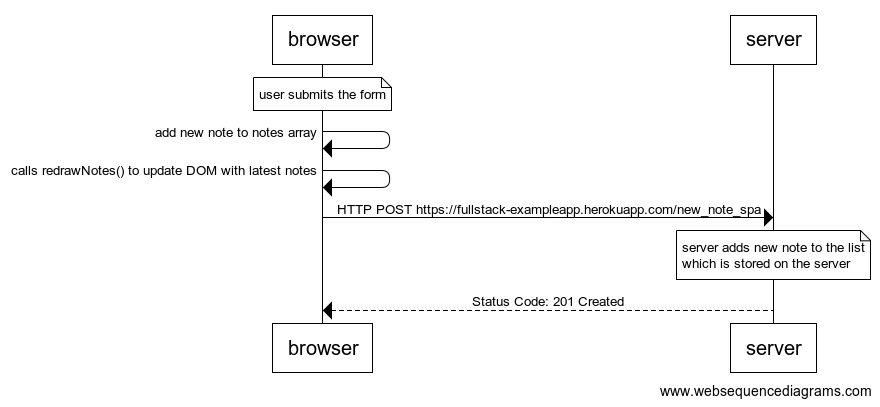 browser
server
user submits the form
add new note to notes array
calls redrawNotes() to update DOM with latest notes
HTTP POST https://fullstack-exampleapp.herokuapp.com/new_note_spa
server adds new note to the list
which is stored on the server
Status Code: 201 Created
browser
server
www.websequencediagrams.com